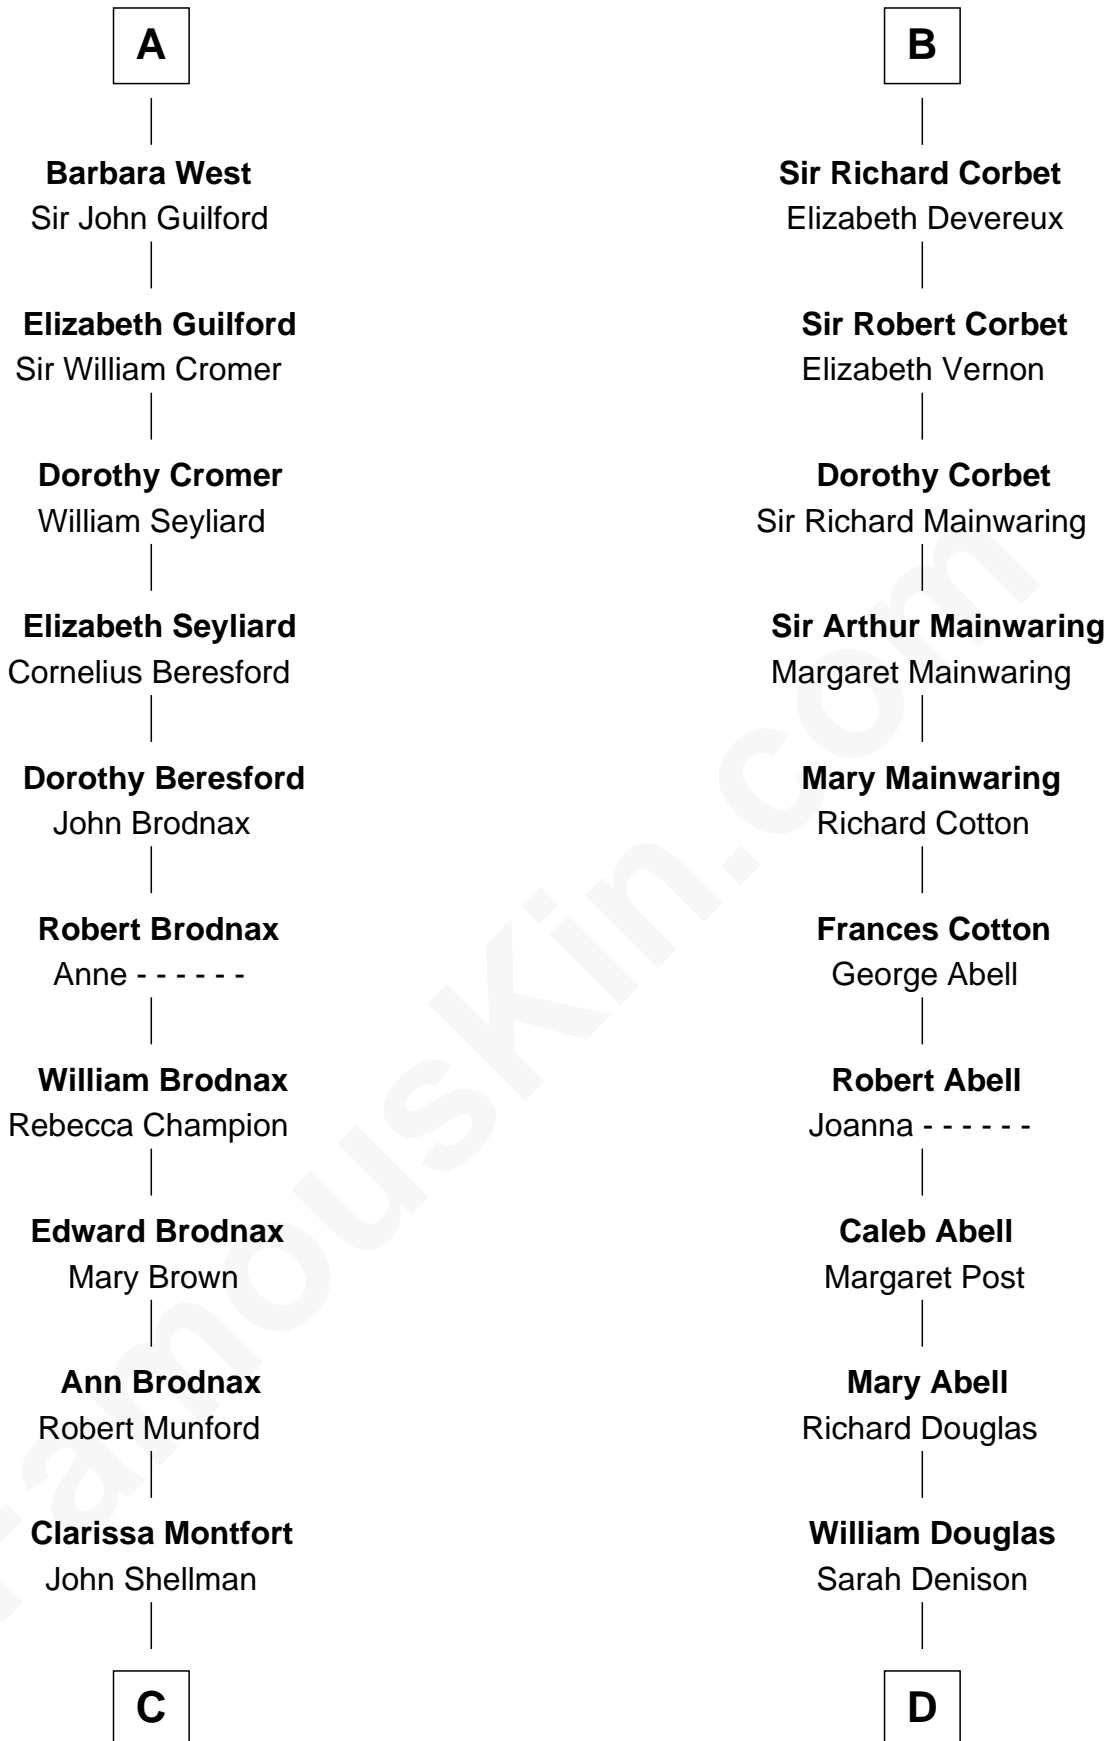 A
Barbara West
Sir John Guilford
Elizabeth Guilford
Sir William Cromer
Dorothy Cromer
William Seyliard
Elizabeth Seyliard
Cornelius Beresford
Dorothy Beresford
John Brodnax
Robert Brodnax
Anne - - - - - -
William Brodnax
Rebecca Champion
Edward Brodnax
Mary Brown
Ann Brodnax
Robert Munford
Clarissa Montfort
John Shellman
C
B
Sir Richard Corbet
Elizabeth Devereux
Sir Robert Corbet
Elizabeth Vernon
Dorothy Corbet
Sir Richard Mainwaring
Sir Arthur Mainwaring
Margaret Mainwaring
Mary Mainwaring
Richard Cotton
Frances Cotton
George Abell
Robert Abell
Joanna - - - - - -
Caleb Abell
Margaret Post
Mary Abell
Richard Douglas
William Douglas
Sarah Denison
D
FamousKin.com